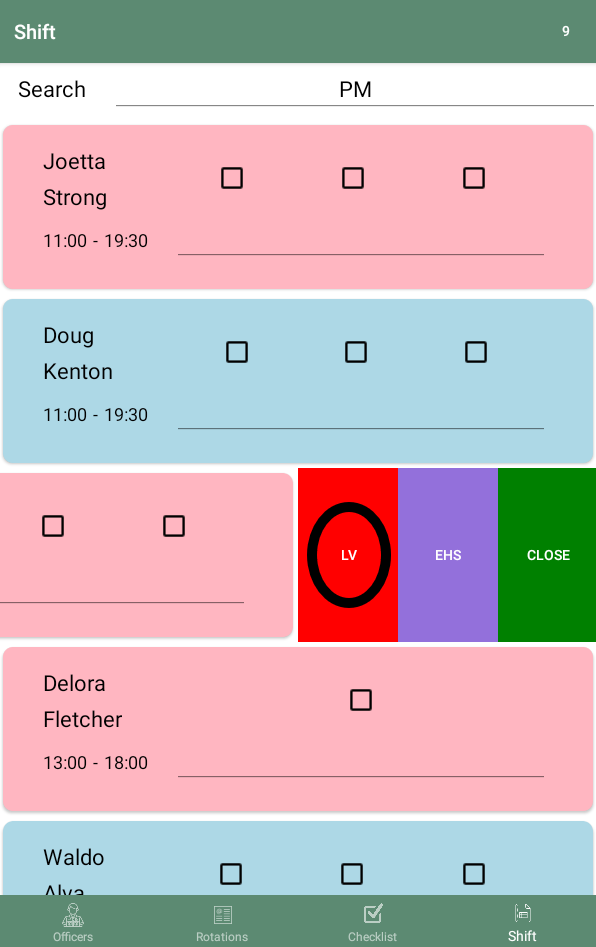 Shift 9
Search PM
Joetta
Strong
11:00 - 19:30
Doug
Kenton
11:00 - 19:30
LV EHS CLOSE
Delora
Fletcher
13:00 - 18:00
Waldo
Alva
Officers Rotations Checklist Shift